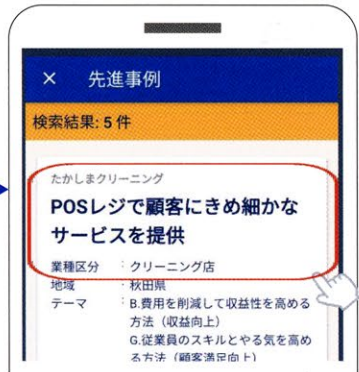 × 先進事例
検索結果: 5 件
たかしまクリーニング
POSレジで顧客にきめ細かな
サービスを提供
業種区分 : クリーニング店
地域 : 秋田県
テーマ : B.費用を削減して収益性を高める
方法（収益向上）
G.従業員のスキルとやる気を高め
る方法（顧客満足向上）